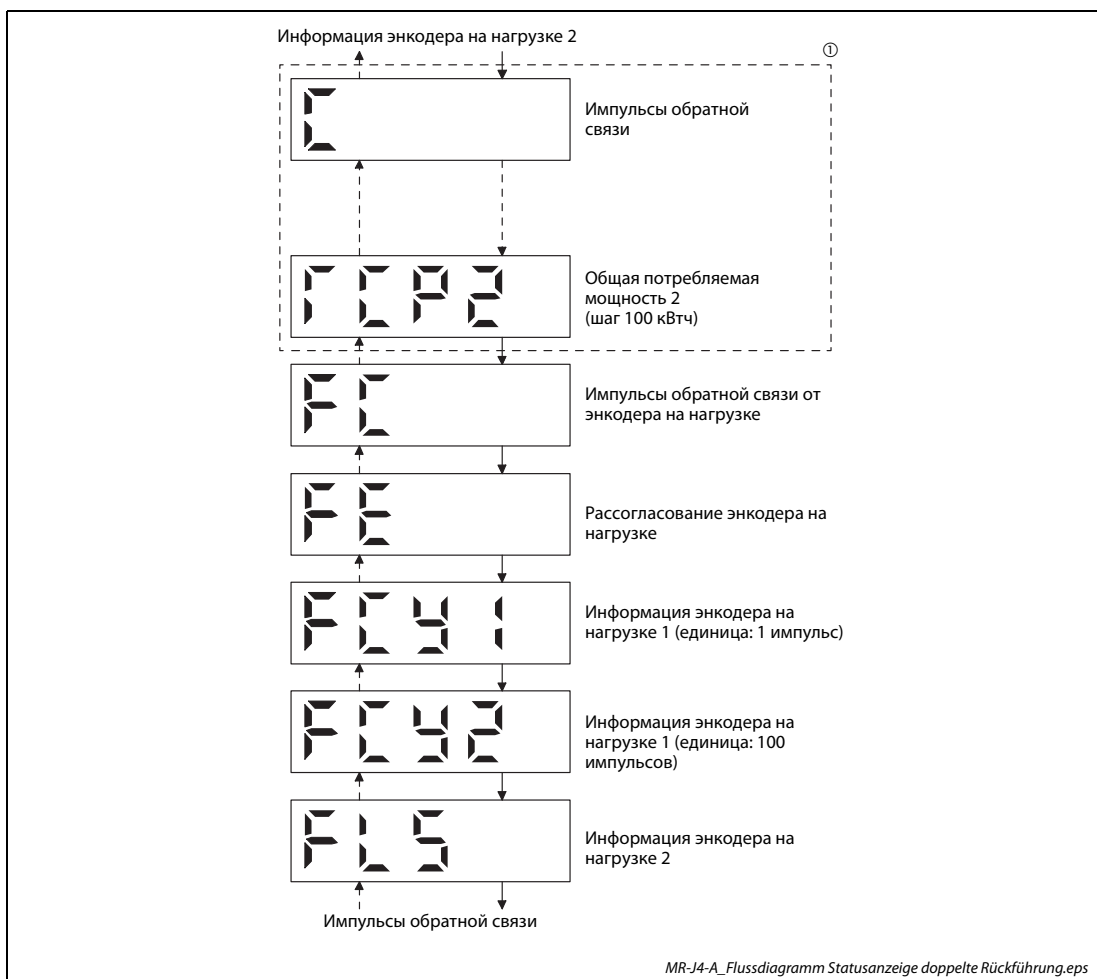 Информация энкодера на нагрузке 2
①
C
Импульсы обратной
связи
TCP2
Общая потребляемая
мощность 2
(шаг 100 кВтч)
FC
Импульсы обратной связи от
энкодера на нагрузке
FE
Рассогласование энкодера на
нагрузке
FCY1
Информация энкодера на
нагрузке 1 (единица: 1 импульс)
FCY2
Информация энкодера на
нагрузке 1 (единица: 100
импульсов)
FLS
Информация энкодера на
нагрузке 2
Импульсы обратной связи
MR-J4-A_Flussdiagramm Statusanzeige doppelte Rückführung.eps